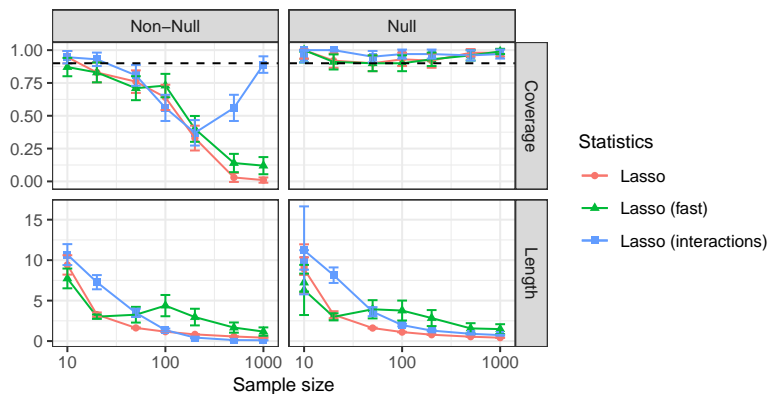 Non−Null Null
1.00
0.75
0.50
0.25
0.00
Coverage
15
10
5
0
Length
10 100 1000 10 100 1000
Sample size
Statistics
Lasso
Lasso (fast)
Lasso (interactions)